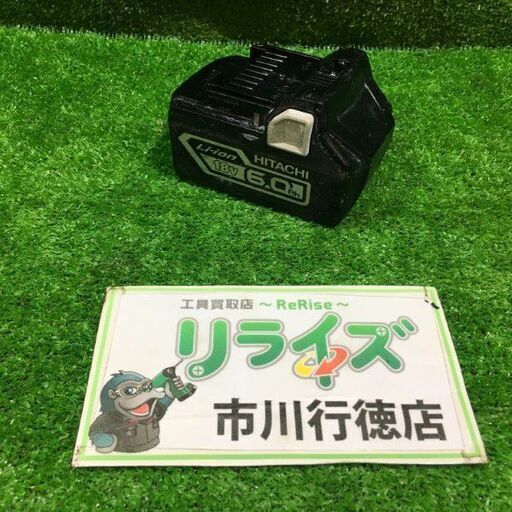 Li-ion HITACHI
18V 6.0Ah
工具買取店 ～ReRise～
リライズ
市川行徳店